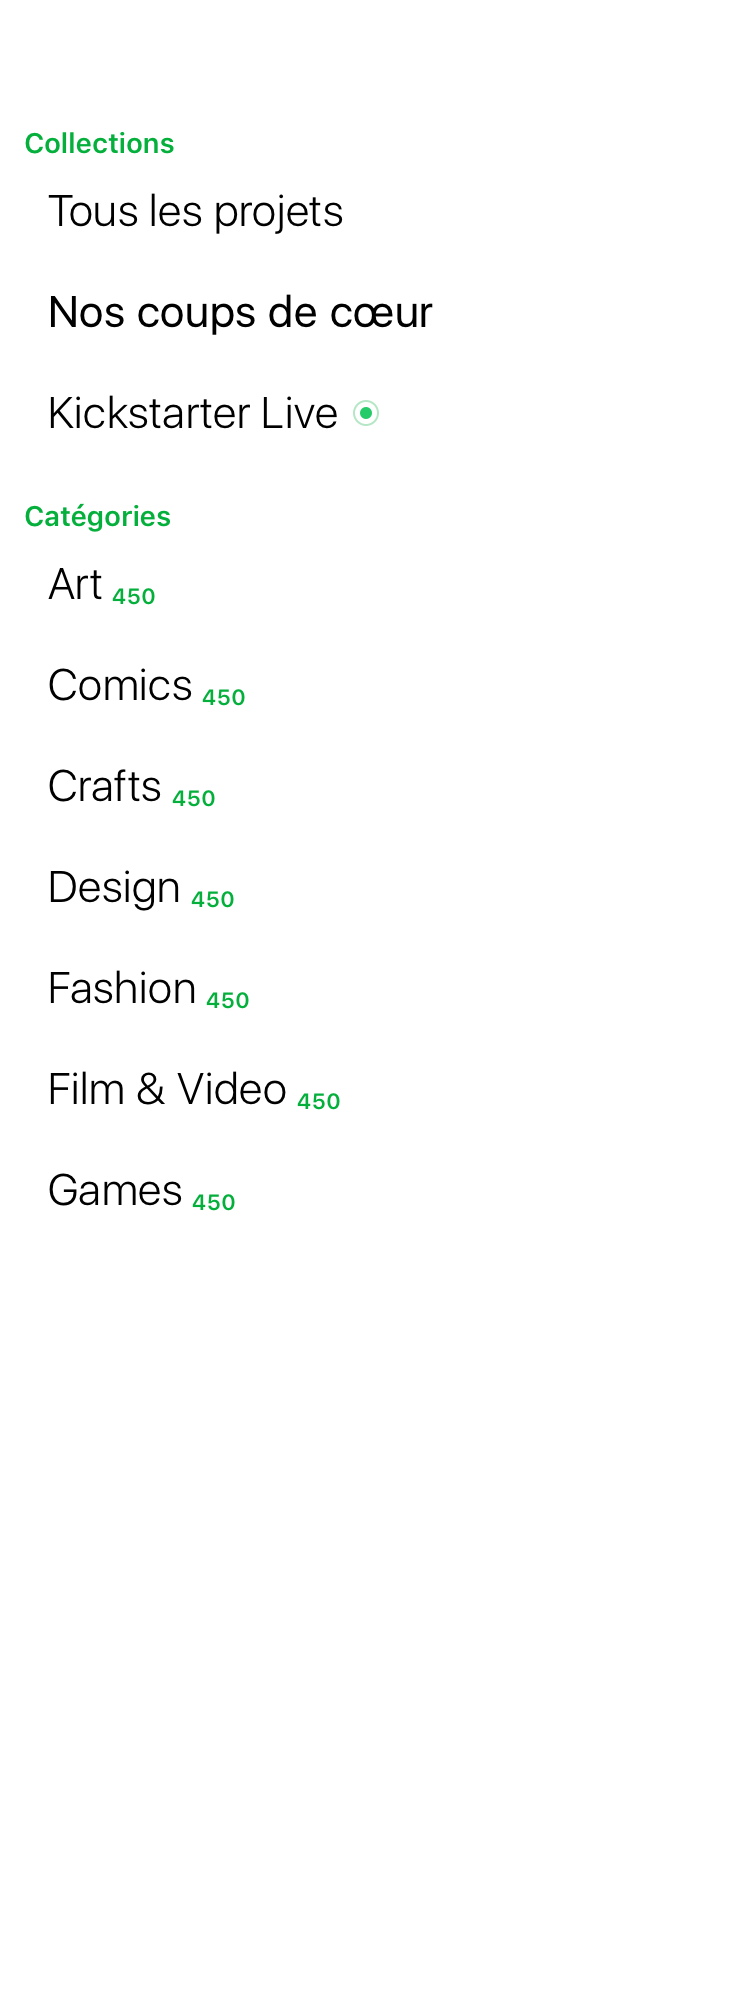 Collections
Tous les projets
Nos coups de cœur
Kickstarter Live
Catégories
Art 450
Comics 450
Crafts 450
Design 450
Fashion 450
Film & Video 450
Games 450